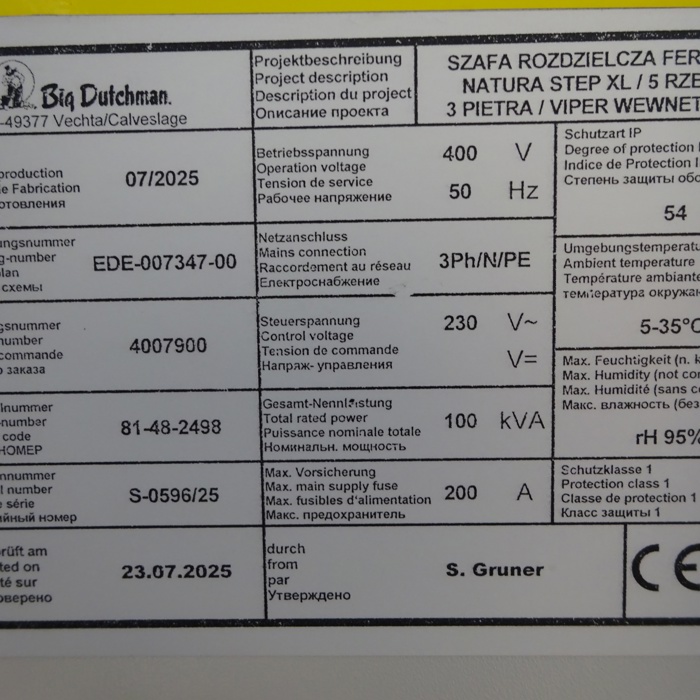 Big Dutchman.
-49377 Vechta/Calveslage
Projektbeschreibung
Project description
Description du project
Описание проекта
SZAFA ROZDZIELCZA FER
NATURA STEP XL / 5 RZE
3 PIETRA / VIPER WEWNET
production
e Fabrication
отовления
07/2025
Betriebsspannung
Operation voltage
Tension de service
Рабочее напряжение
400 V
50 Hz
Schutzart IP
Degree of protection I
Indice de Protection I
Степень защиты обо
54
ungsnummer
g-number
plan
схемы
EDE-007347-00
Netzanschluss
Mains connection
Raccordement au réseau
Електроснабжение
3Ph/N/PE
Umgebungstemperatu
Ambient temperature
Température ambiante
температура окружан
5-35°C
gsnummer
number
commande
заказа
4007900
Steuerspannung
Control voltage
Tension de commande
Напряж- управления
230 V~
V=
Max. Feuchtigkeit (n. k
Max. Humidity (not con
Max. Humidité (sans c
Макс. влажность (без
rH 95%
lnummer
number
code
НОМЕР
81-48-2498
Gesamt-Nennleistung
Total rated power
Puissance nominale totale
Номинальн. мощность
100 kVA
nnummer
l number
série
йный номер
S-0596/25
Max. Vorsicherung
Max. main supply fuse
Max. fusibles d'alimentation
Макс. предохранитель
200 A
Schutzklasse 1
Protection class 1
Classe de protection 1
Класс защиты 1
rüft am
ted on
té sur
оверено
23.07.2025
durch
from
par
Утверждено
S. Gruner
CE